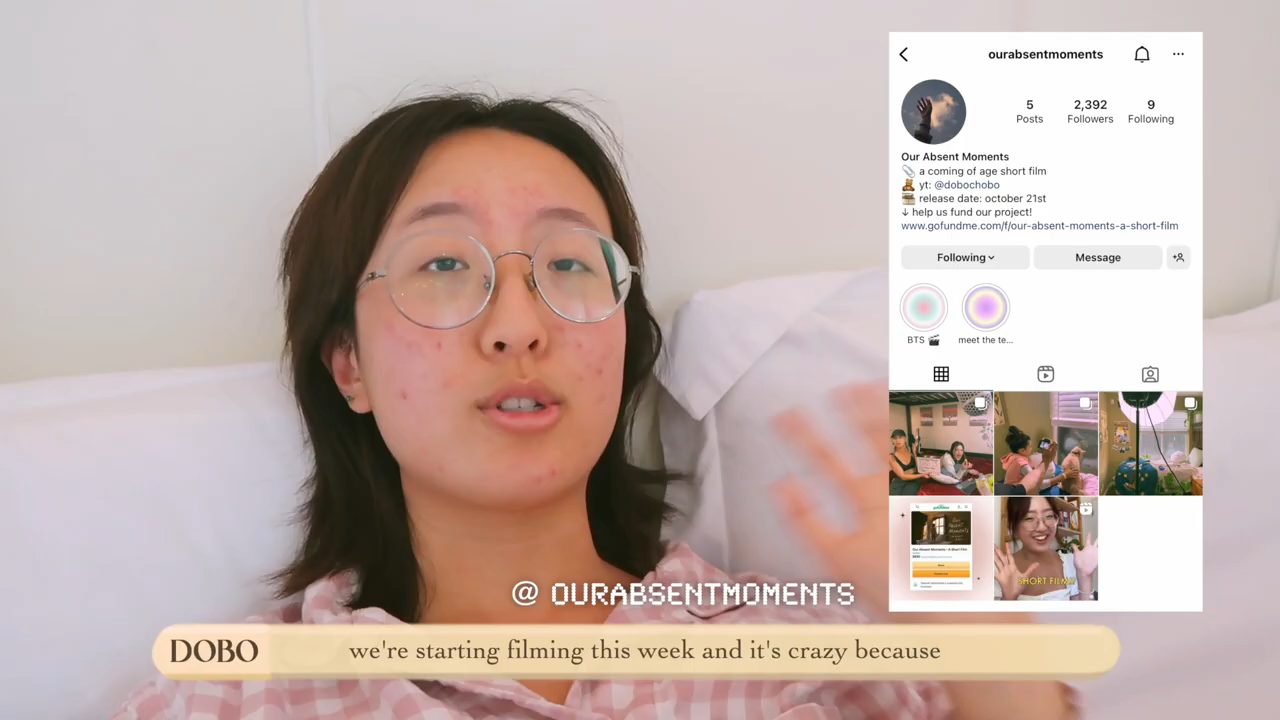 ourabsentmoments
5
2,392
9
Posts
Followers
Following
Our Absent Moments
a coming of age short film
yt: @dobochobo
release date: october 21st
↓ help us fund our project!
www.gofundme.com/f/our-absent-moments-a-short-film
Following
Message
BTS
meet the te...
SHORT FILM
@ OURABSENTMOMENTS
DOBO
we're starting filming this week and it's crazy because